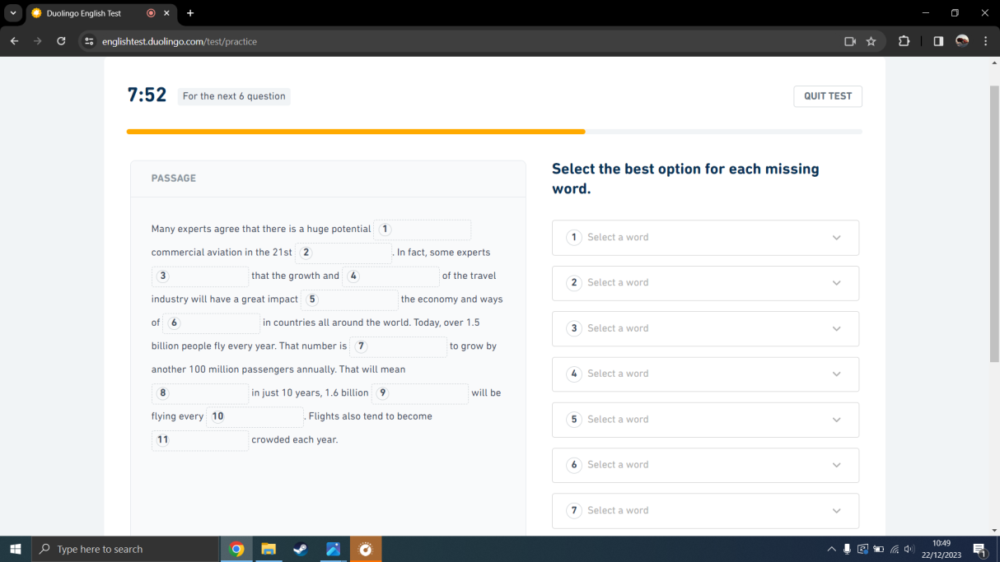 Duolingo English Test
englishtest.duolingo.com/test/practice
7:52
For the next 6 question
QUIT TEST
PASSAGE
Many experts agree that there is a huge potential 1
commercial aviation in the 21st 2 . In fact, some experts
3 that the growth and 4 of the travel
industry will have a great impact 5 the economy and ways
of 6 in countries all around the world. Today, over 1.5
billion people fly every year. That number is 7 to grow by
another 100 million passengers annually. That will mean
8 in just 10 years, 1.6 billion 9 will be
flying every 10 . Flights also tend to become
11 crowded each year.
Select the best option for each missing
word.
1 Select a word
2 Select a word
3 Select a word
4 Select a word
5 Select a word
6 Select a word
7 Select a word
Type here to search
10:49
22/12/2023
1